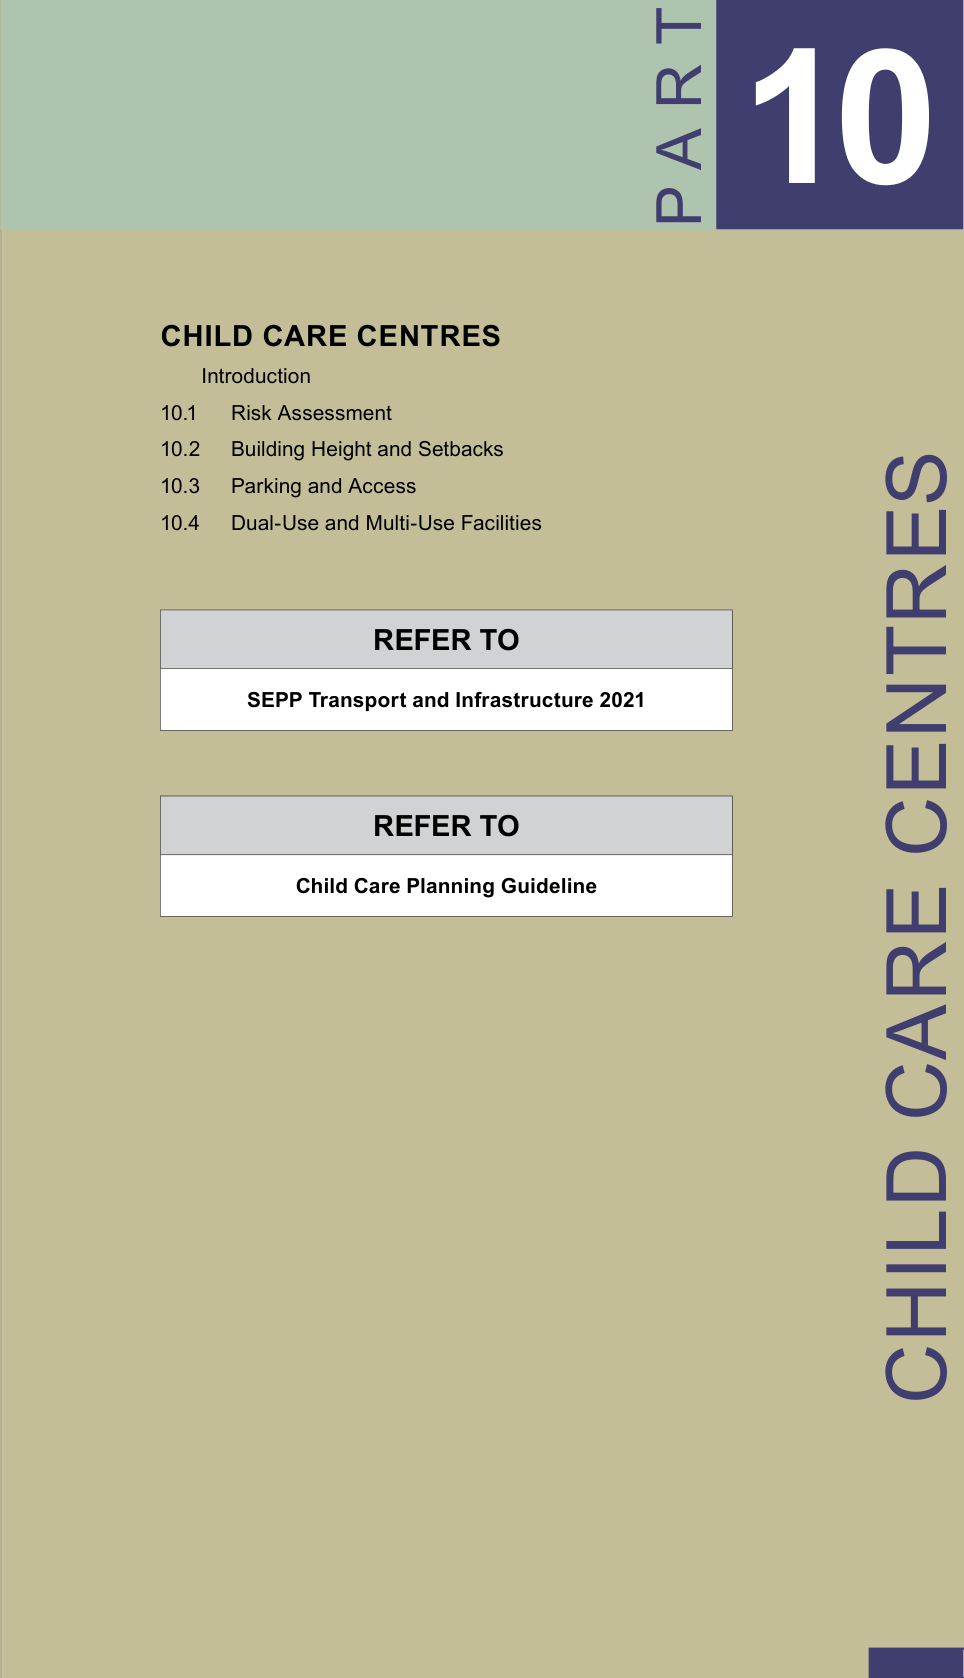 PART
10
CHILD CARE CENTRES
Introduction
10.1 Risk Assessment
10.2 Building Height and Setbacks
10.3 Parking and Access
10.4 Dual-Use and Multi-Use Facilities
REFER TO
SEPP Transport and Infrastructure 2021
REFER TO
Child Care Planning Guideline
CHILD CARE CENTRES